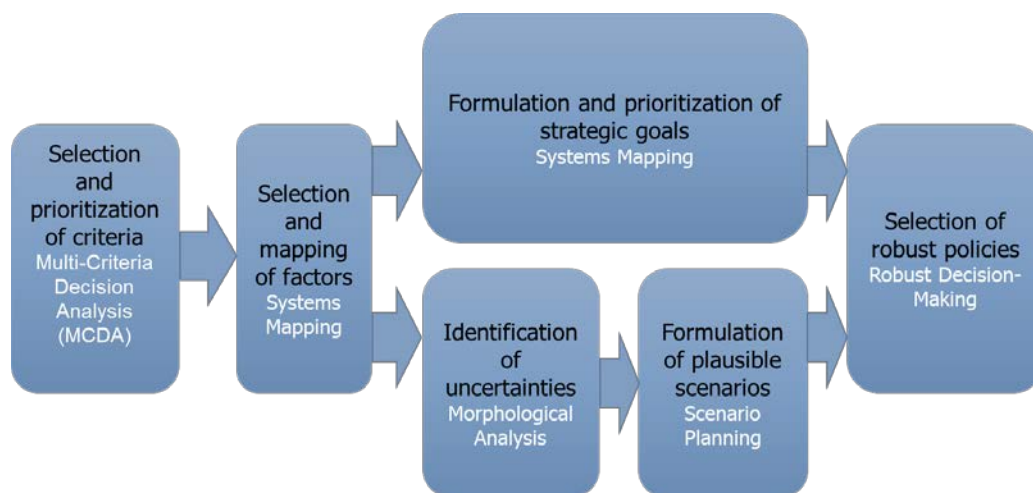 Selection
and
prioritization
of criteria
Multi-Criteria
Decision
Analysis
(MCDA)
Selection
and
mapping
of factors
Systems
Mapping
Formulation and prioritization of
strategic goals
Systems Mapping
Identification
of
uncertainties
Morphological
Analysis
Formulation
of plausible
scenarios
Scenario
Planning
Selection of
robust policies
Robust Decision-
Making